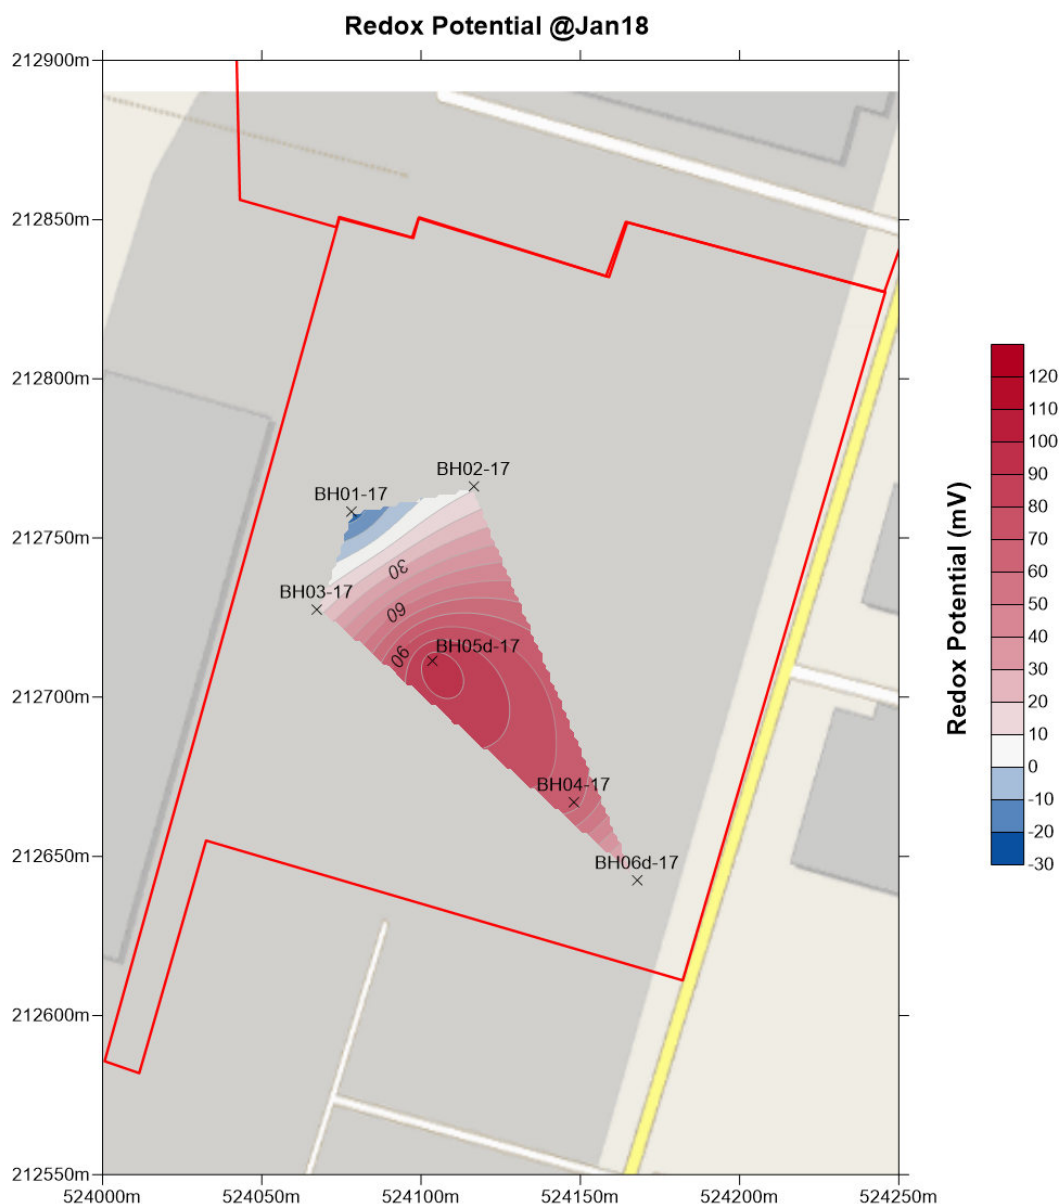 Redox Potential @Jan18
212900m
212850m
212800m
212750m
212700m
212650m
212600m
212550m
524000m
524050m
524100m
524150m
524200m
524250m
BH02-17
BH01-17
BH03-17
30
60
90
BH05d-17
BH04-17
BH06d-17
Redox Potential (mV)
120
110
100
90
80
70
60
50
40
30
20
10
0
-10
-20
-30